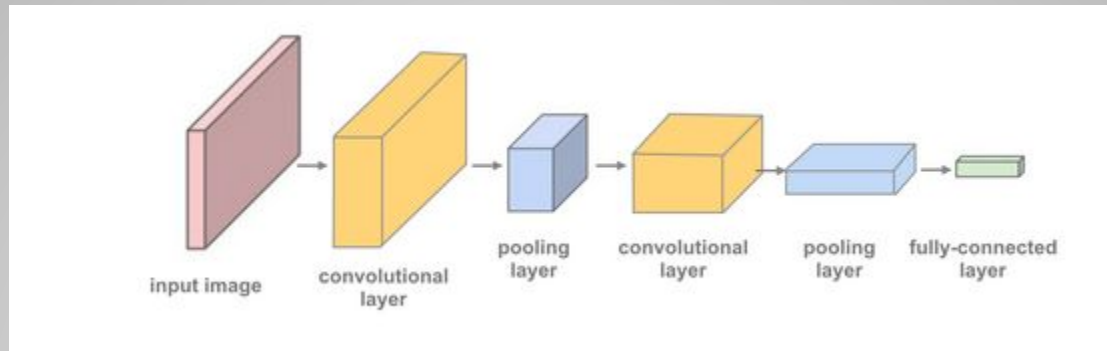 input image
convolutional
layer
pooling
layer
convolutional
layer
pooling
layer
fully-connected
layer